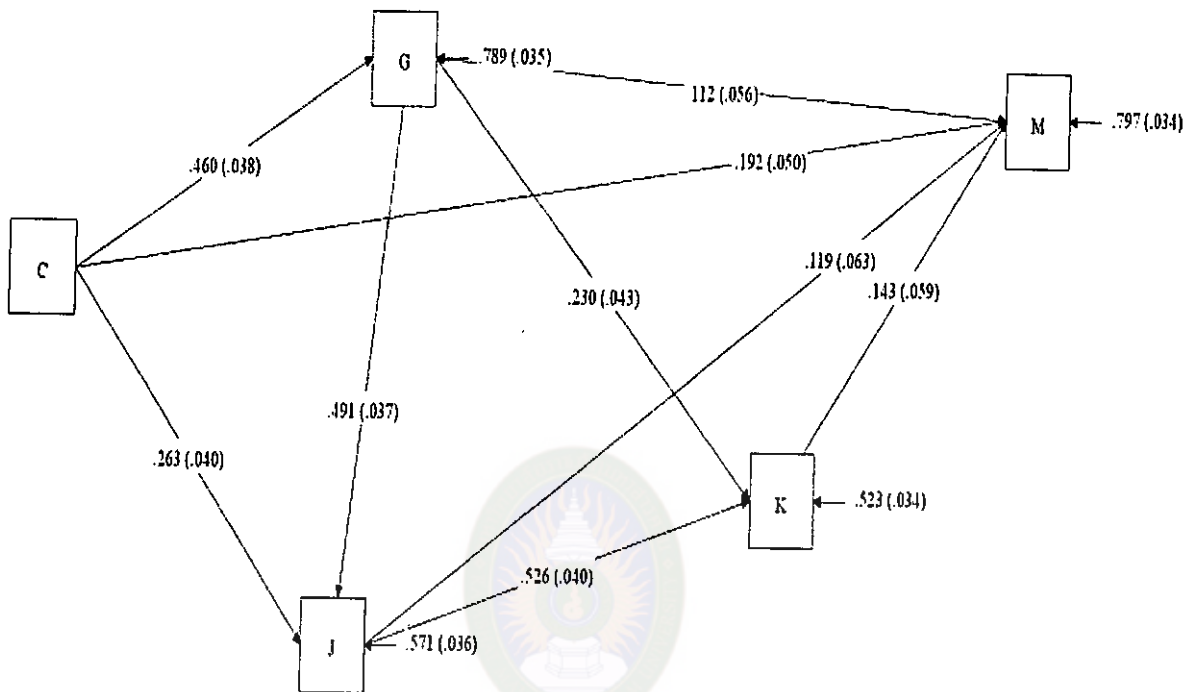 G
.789 (.035)
.112 (.056)
M
.797 (.034)
.460 (.038)
.192 (.050)
C
.119 (.063)
.230 (.043)
.143 (.059)
.491 (.037)
.263 (.040)
K
.523 (.034)
.526 (.040)
J
.571 (.036)